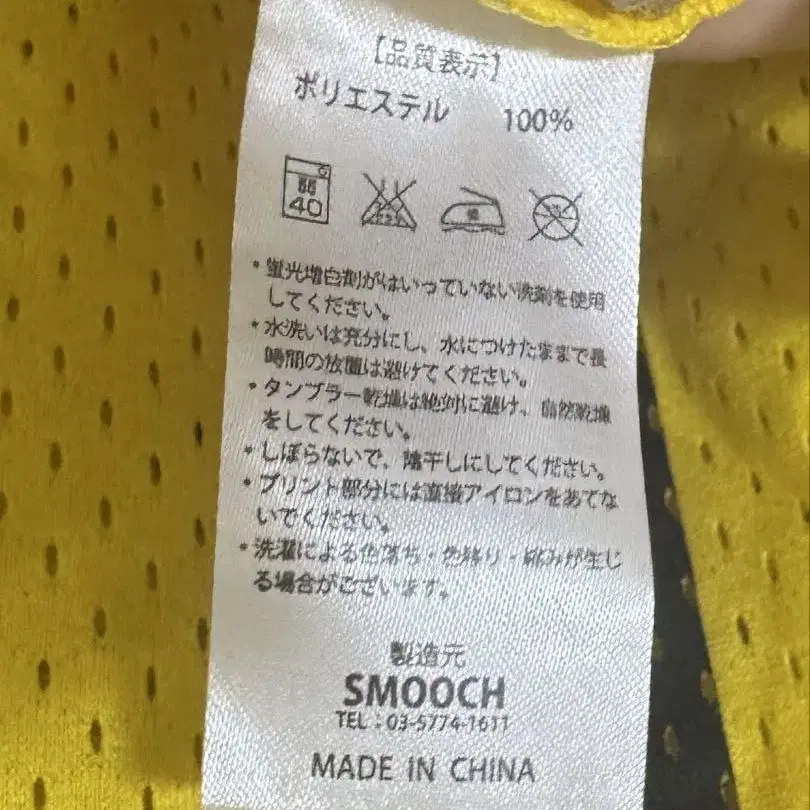 【品質表示】
ポリエステル 100%
40
・蛍光増白剤がはいっていない洗剤を使用
してください。
・水洗いは充分にし、水につけたままで長
時間の放置は避けてください。
・タンブラー乾燥は絶対に避け、自然乾燥
をしてください。
・しぼらないで、陰干しにしてください。
・プリント部分には直接アイロンをあてな
いでください。
・洗濯による色落ち・色移り・縮みが生じ
る場合がございます。
製造元
SMOOCH
TEL:03-5774-1611
MADE IN CHINA